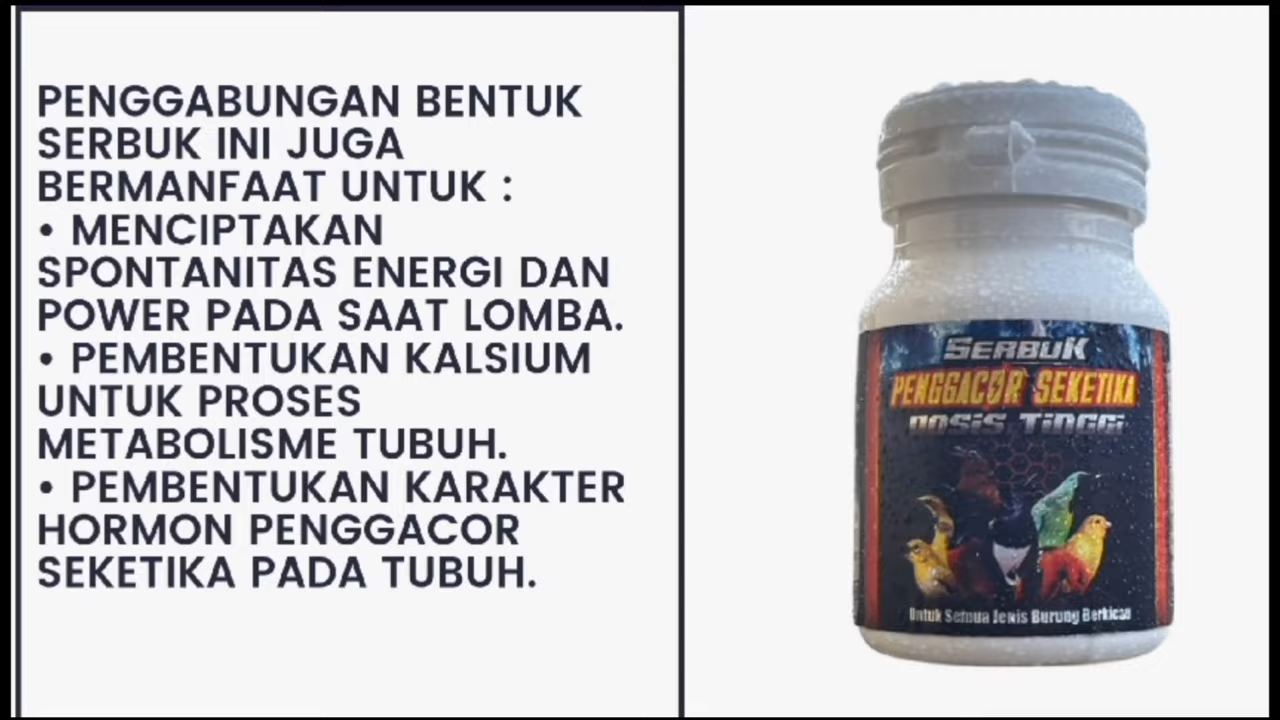 PENGGABUNGAN BENTUK
SERBUK INI JUGA
BERMANFAAT UNTUK :
• MENCIPTAKAN
SPONTANITAS ENERGI DAN
POWER PADA SAAT LOMBA.
• PEMBENTUKAN KALSIUM
UNTUK PROSES
METABOLISME TUBUH.
• PEMBENTUKAN KARAKTER
HORMON PENGGACOR
SEKETIKA PADA TUBUH.
SERBUK
PENGGACOR SEKETIKA
DOSIS TINGGI
Untuk Semua Jenis Burung Berkicau